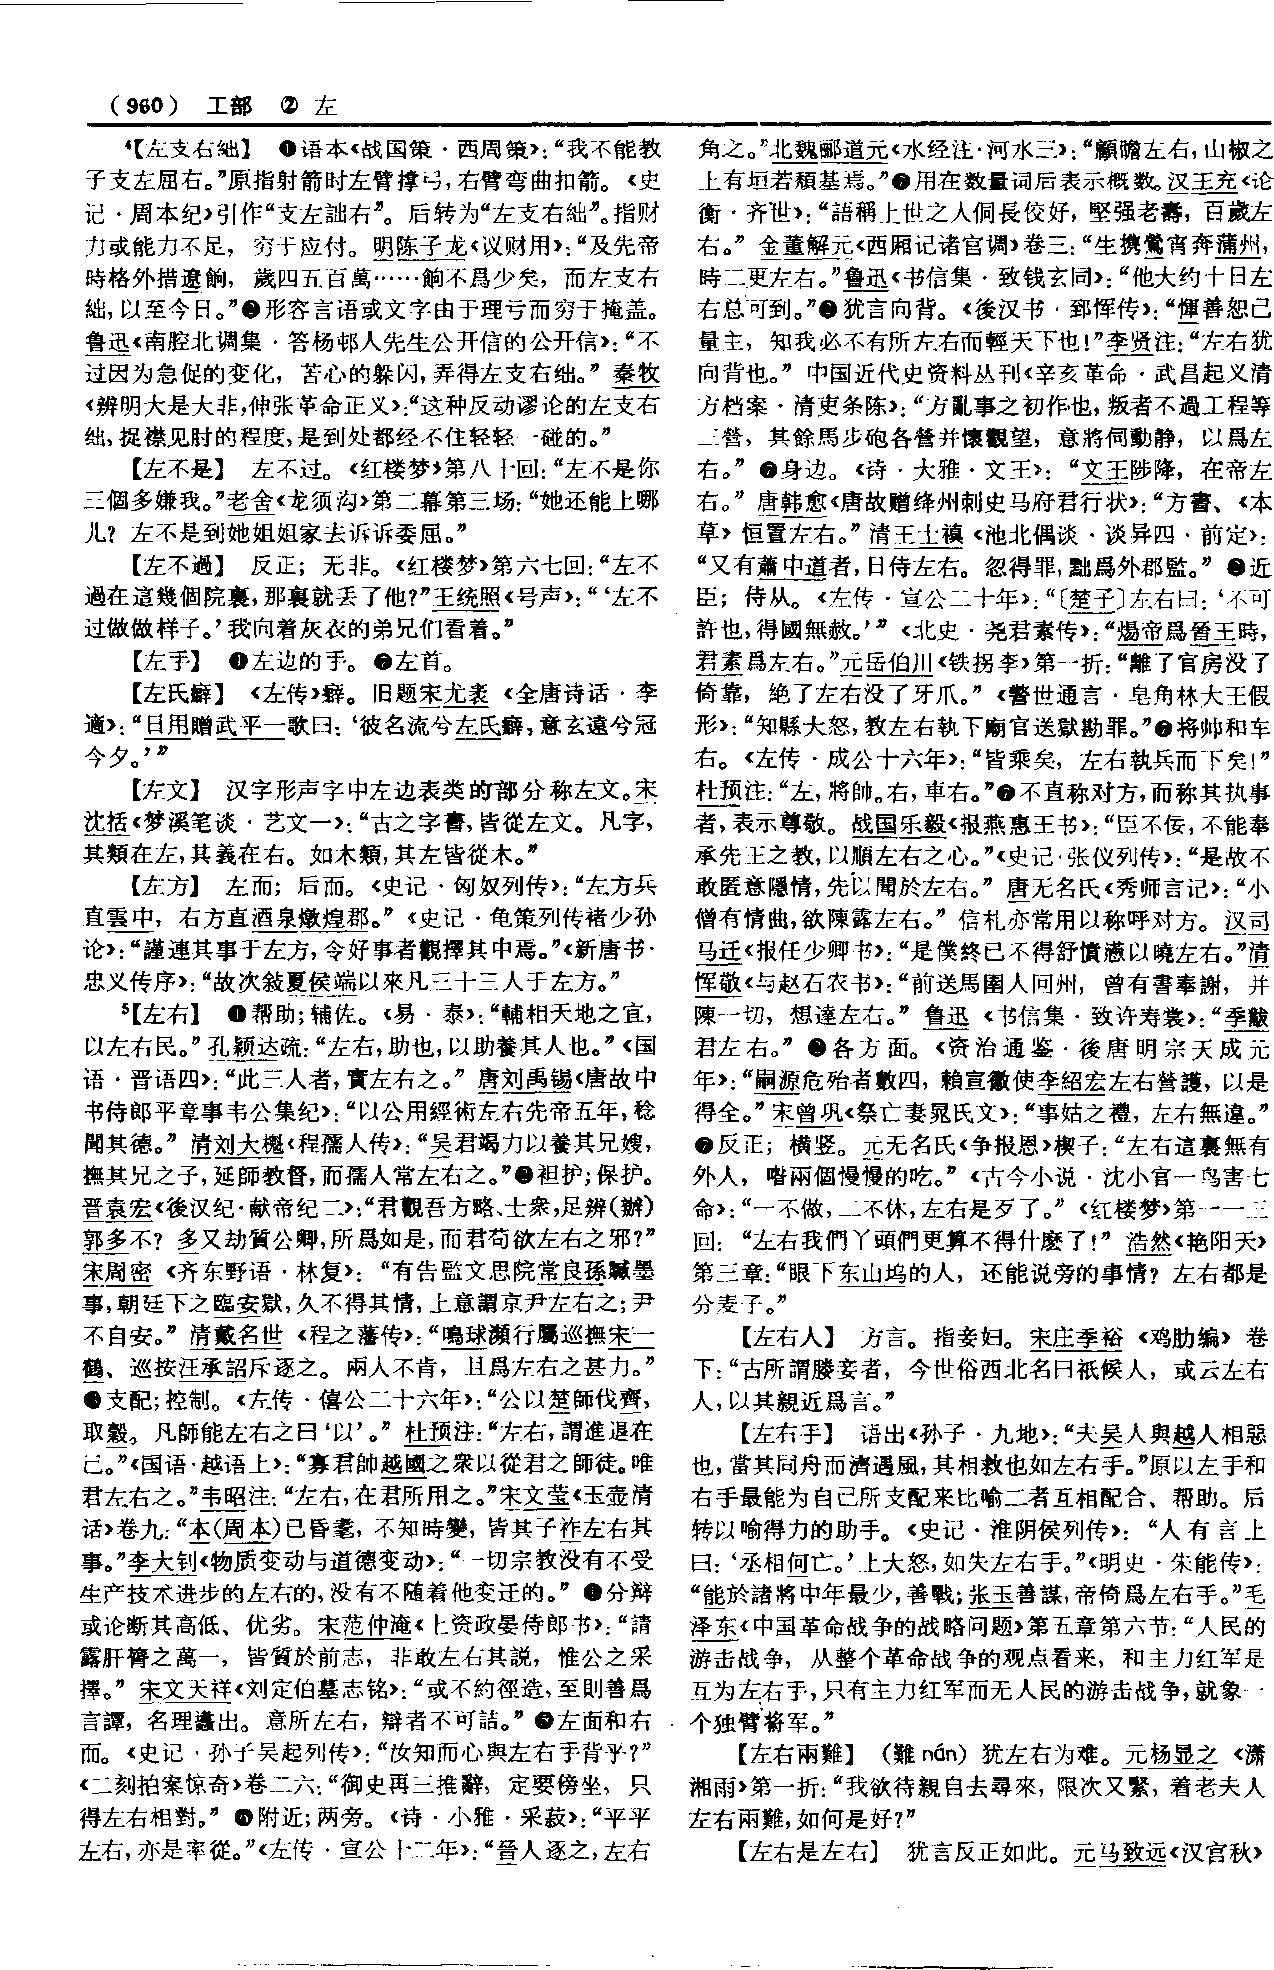 （960） 工部 ② 左
⁴【左支右絀】 ❶语本《战国策·西周策》：“我不能教
子支左屈右。”原指射箭时左臂撑弓，右臂弯曲扣箭。《史
记·周本纪》引作“支左詘右”。后转为“左支右絀”。指财
力或能力不足，穷于应付。明陈子龙《议财用》：“及先帝
時格外措遼餉，歲四五百萬……餉不爲少矣，而左支右
絀，以至今日。”❷形容言语或文字由于理亏而穷于掩盖。
鲁迅《南腔北调集·答杨邨人先生公开信的公开信》：“不
过因为急促的变化，苦心的躲闪，弄得左支右绌。”秦牧
《辨明大是大非，伸张革命正义》：“这种反动谬论的左支右
绌，捉襟见肘的程度，是到处都经不住轻轻一碰的。”
【左不是】 左不过。《红楼梦》第八十回：“左不是你
三個多嫌我。”老舍《龙须沟》第二幕第三场：“她还能上哪
儿？左不是到她姐姐家去诉诉委屈。”
【左不過】 反正；无非。《红楼梦》第六七回：“左不
過在這幾個院裏，那裏就丢了他？”王统照《号声》：“‘左不
过做做样子。’我向着灰衣的弟兄们看着。”
【左手】 ❶左边的手。❷左首。
【左氏癖】 《左传》癖。旧题宋尤袤《全唐诗话·李
適》：“日用赠武平一歌曰：‘彼名流兮左氏癖，意玄遠兮冠
今夕。’”
【左文】 汉字形声字中左边表类的部分称左文。宋
沈括《梦溪笔谈·艺文一》：“古之字書，皆從左文。凡字，
其類在左，其義在右。如木類，其左皆從木。”
【左方】 左面；后面。《史记·匈奴列传》：“左方兵
直雲中，右方直酒泉燉煌郡。”《史记·龟策列传褚少孙
论》：“謹連其事于左方，令好事者觀擇其中焉。”《新唐书·
忠义传序》：“故次敍夏侯端以來凡三十三人于左方。”
⁵【左右】 ❶帮助；辅佐。《易·泰》：“輔相天地之宜，
以左右民。”孔颖达疏：“左右，助也，以助養其人也。”《国
语·晋语四》：“此三人者，實左右之。”唐刘禹锡《唐故中
书侍郎平章事韦公集纪》：“以公用經術左右先帝五年，稔
聞其德。”清刘大櫆《程孺人传》：“吴君竭力以養其兄嫂，
撫其兄之子，延師教督，而孺人常左右之。”❷袒护；保护。
晋袁宏《後汉纪·献帝纪二》：“君觀吾方略、士衆，足辨（辦）
郭多不？多又劫質公卿，所爲如是，而君苟欲左右之邪？”
宋周密《齐东野语·林复》：“有告監文思院常良孫贓墨
事，朝廷下之臨安獄，久不得其情，上意謂京尹左右之；尹
不自安。”清戴名世《程之藩传》：“鳴球瀕行屬巡撫宋一
鶴、巡按汪承詔斥逐之。兩人不肯，且爲左右之甚力。”
❸支配；控制。《左传·僖公二十六年》：“公以楚師伐齊，
取穀。凡師能左右之曰‘以’。”杜预注：“左右，謂進退在
己。”《国语·越语上》：“寡君帥越國之衆以從君之師徒。唯
君左右之。”韦昭注：“左右，在君所用之。”宋文莹《玉壶清
话》卷九：“本（周本）已昏耄，不知時變，皆其子祚左右其
事。”李大钊《物质变动与道德变动》：“一切宗教没有不受
生产技术进步的左右的，没有不随着他变迁的。”❹分辩
或论断其高低、优劣。宋范仲淹《上资政晏侍郎书》：“請
露肝膂之萬一，皆質於前志，非敢左右其説，惟公之采
擇。”宋文天祥《刘定伯墓志铭》：“或不約徑造，至則善爲
言譚，名理蠭出。意所左右，辯者不可詰。”❺左面和右
面。《史记·孙子吴起列传》：“汝知而心與左右手背乎？”
《二刻拍案惊奇》卷二六：“御史再三推辭，定要傍坐，只
得左右相對。”❻附近；两旁。《诗·小雅·采菽》：“平平
左右，亦是率從。”《左传·宣公十二年》：“晉人逐之，左右
角之。”北魏郦道元《水经注·河水三》：“顧瞻左右，山椒之
上有垣若頹基焉。”❼用在数量词后表示概数。汉王充《论
衡·齐世》：“語稱上世之人侗長佼好，堅强老壽，百歲左
右。”金董解元《西厢记诸宫调》卷三：“生携鶯宵奔蒲州，
時二更左右。”鲁迅《书信集·致钱玄同》：“他大约十日左
右总可到。”❽犹言向背。《後汉书·郅恽传》：“惲善恕己
量主，知我必不有所左右而輕天下也！”李贤注：“左右犹
向背也。”中国近代史资料丛刊《辛亥革命·武昌起义清
方档案·清吏条陈》：“方亂事之初作也，叛者不過工程等
二營，其餘馬步砲各營并懷觀望，意將伺動静，以爲左
右。”❾身边。《诗·大雅·文王》：“文王陟降，在帝左
右。”唐韩愈《唐故赠绛州刺史马府君行状》：“方書、《本
草》恒置左右。”清王士禛《池北偶谈·谈异四·前定》：
“又有蕭中道者，日侍左右。忽得罪，黜爲外郡監。”❿近
臣；侍从。《左传·宣公二十年》：“〔楚子〕左右曰：‘不可
許也，得國無赦。’”《北史·尧君素传》：“煬帝爲晉王時，
君素爲左右。”元岳伯川《铁拐李》第一折：“離了官房没了
倚靠，絶了左右没了牙爪。”《警世通言·皂角林大王假
形》：“知縣大怒，教左右執下廟官送獄勘罪。”⓫将帅和车
右。《左传·成公十六年》：“皆乘矣，左右執兵而下矣！”
杜预注：“左，將帥。右，車右。”⓬不直称对方，而称其执事
者，表示尊敬。战国乐毅《报燕惠王书》：“臣不佞，不能奉
承先王之教，以順左右之心。”《史记·张仪列传》：“是故不
敢匿意隱情，先以聞於左右。”唐无名氏《秀师言记》：“小
僧有情曲，欲陳露左右。”信札亦常用以称呼对方。汉司
马迁《报任少卿书》：“是僕終已不得舒憤懣以曉左右。”清
恽敬《与赵石农书》：“前送馬圉人回州，曾有書奉謝，并
陳一切，想達左右。”鲁迅《书信集·致许寿裳》：“季黻
君左右。”⓭各方面。《资治通鉴·後唐明宗天成元
年》：“嗣源危殆者數四，賴宣徽使李紹宏左右營護，以是
得全。”宋曾巩《祭亡妻晁氏文》：“事姑之禮，左右無違。”
⓮反正；横竖。元无名氏《争报恩》楔子：“左右這裏無有
外人，喒兩個慢慢的吃。”《古今小说·沈小官一鸟害七
命》：“一不做，二不休，左右是歹了。”《红楼梦》第一一三
回：“左右我們丫頭們更算不得什麽了！”浩然《艳阳天》
第三章：“眼下东山坞的人，还能说旁的事情？左右都是
分麦子。”
【左右人】 方言。指妾妇。宋庄季裕《鸡肋编》卷
下：“古所謂媵妾者，今世俗西北名曰祇候人，或云左右
人，以其親近爲言。”
【左右手】 语出《孙子·九地》：“夫吴人與越人相惡
也，當其同舟而濟遇風，其相救也如左右手。”原以左手和
右手最能为自己所支配来比喻二者互相配合、帮助。后
转以喻得力的助手。《史记·淮阴侯列传》：“人有言上
曰：‘丞相何亡。’上大怒，如失左右手。”《明史·朱能传》：
“能於諸將中年最少，善戰；张玉善謀，帝倚爲左右手。”毛
泽东《中国革命战争的战略问题》第五章第六节：“人民的
游击战争，从整个革命战争的观点看来，和主力红军是
互为左右手，只有主力红军而无人民的游击战争，就象一
个独臂将军。”
【左右兩難】 （難 nán）犹左右为难。元杨显之《潇
湘雨》第一折：“我欲待親自去尋來，限次又緊，着老夫人
左右兩難，如何是好？”
【左右是左右】 犹言反正如此。元马致远《汉宫秋》